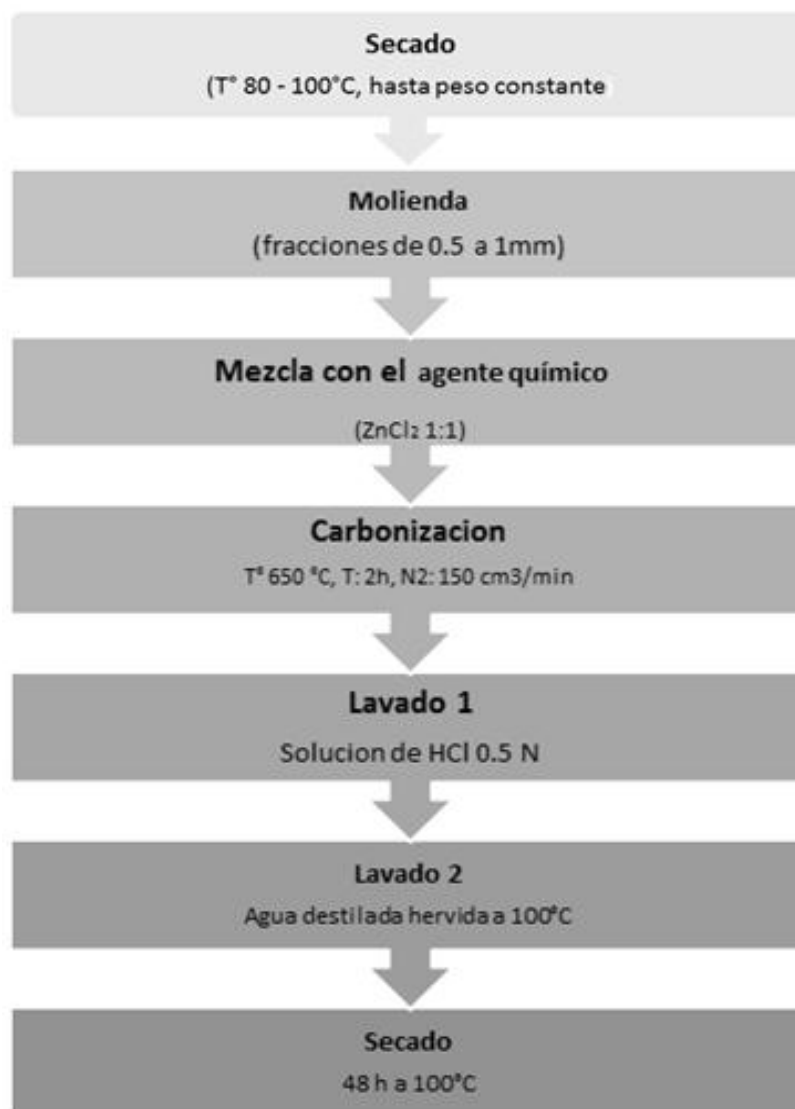 Secado
(T° 80 - 100°C, hasta peso constante
Molienda
(fracciones de 0.5 a 1mm)
Mezcla con el agente químico
(ZnCl₂ 1:1)
Carbonizacion
T° 650 °C, T: 2h, N2: 150 cm3/min
Lavado 1
Solucion de HCl 0.5 N
Lavado 2
Agua destilada hervida a 100°C
Secado
48 h a 100°C